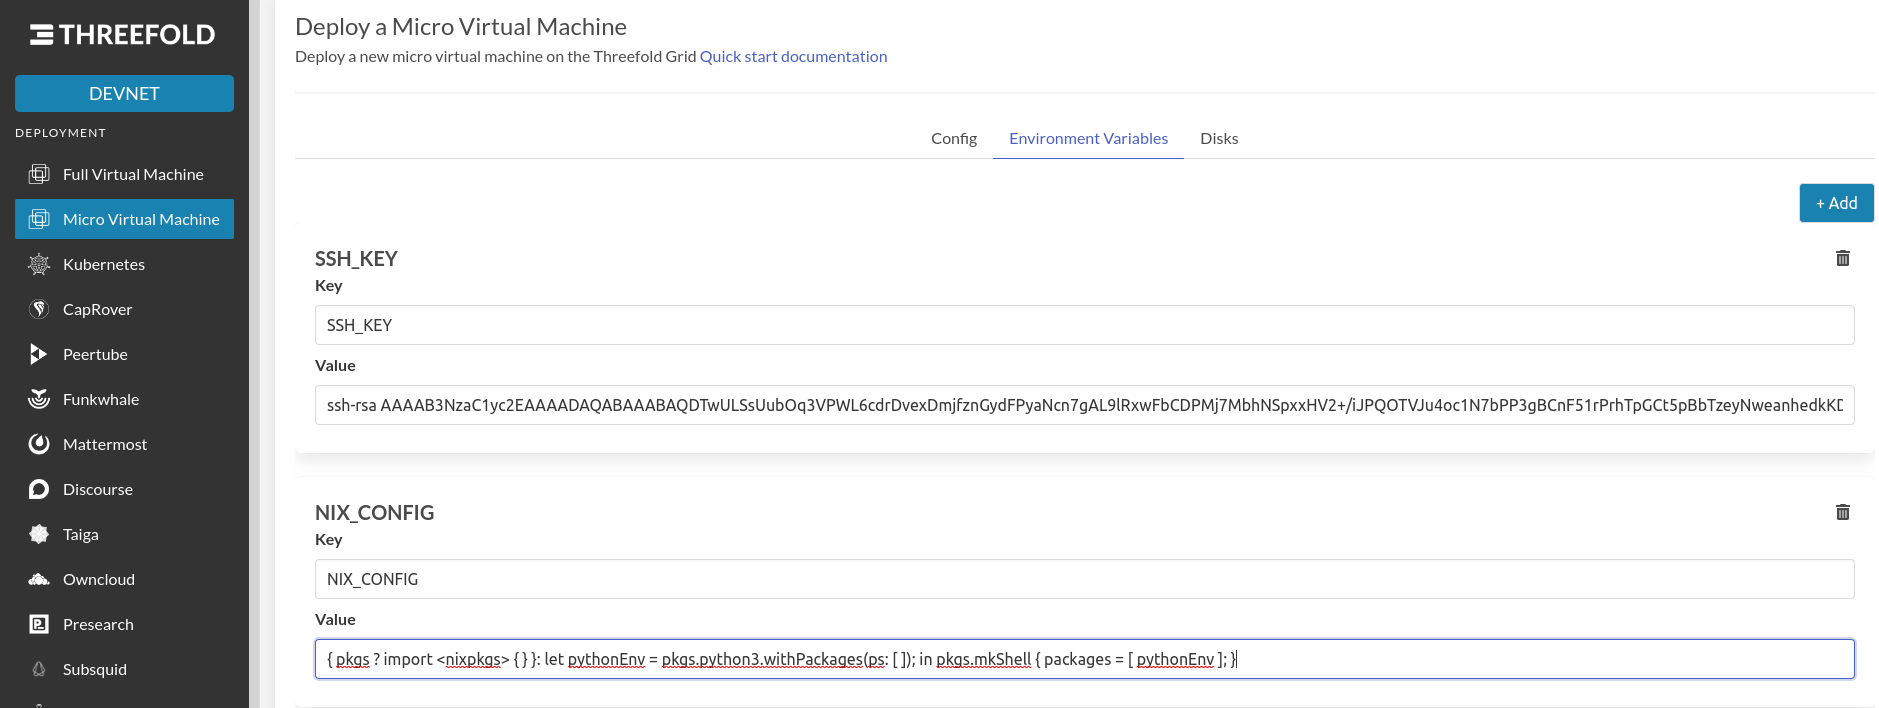 THREEFOLD
DEVNET
DEPLOYMENT
Full Virtual Machine
Micro Virtual Machine
Kubernetes
CapRover
Peertube
Funkwhale
Mattermost
Discourse
Taiga
Owncloud
Presearch
Subsquid
Deploy a Micro Virtual Machine
Deploy a new micro virtual machine on the Threefold Grid Quick start documentation
Config Environment Variables Disks
+ Add
SSH_KEY
Key
SSH_KEY
Value
ssh-rsa AAAAB3NzaC1yc2EAAAADAQABAAABAQDTwULSsUubOq3VPWL6cdrDvexDmjfznGydFPyaNcn7gAL9lRxwFbCDPMj7MbhNSpxxHV2+/iJPQOTVJu4oc1N7bPP3gBCnF51rPrhTpGCt5pBbTzeyNweanhedkKD
NIX_CONFIG
Key
NIX_CONFIG
Value
{ pkgs ? import <nixpkgs> { } }: let pythonEnv = pkgs.python3.withPackages(ps: [ ]); in pkgs.mkShell { packages = [ pythonEnv ]; }